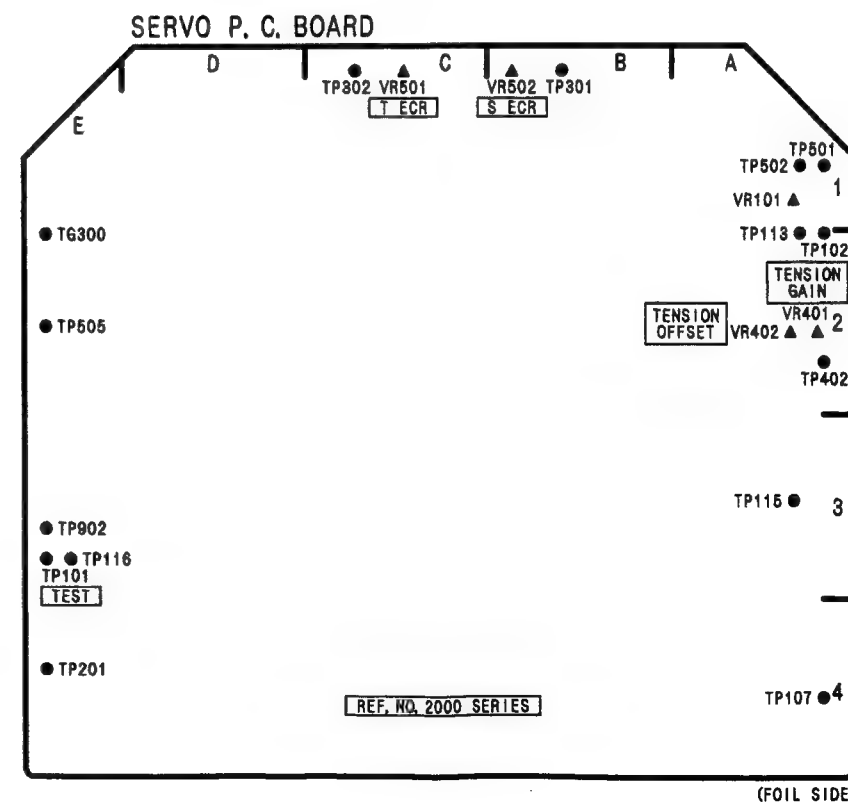 SERVO P. C. BOARD
E
D
C
B
A
TP302 VR501
T ECR
VR502 TP301
S ECR
TP501
TP502
1
VR101
TG300
TP113
TP102
TENSION
GAIN
TP505
TENSION
OFFSET
VR401
VR402
2
TP402
TP115
3
TP902
TP116
TP101
TEST
TP201
REF. NO. 2000 SERIES
TP107
4
(FOIL SIDE